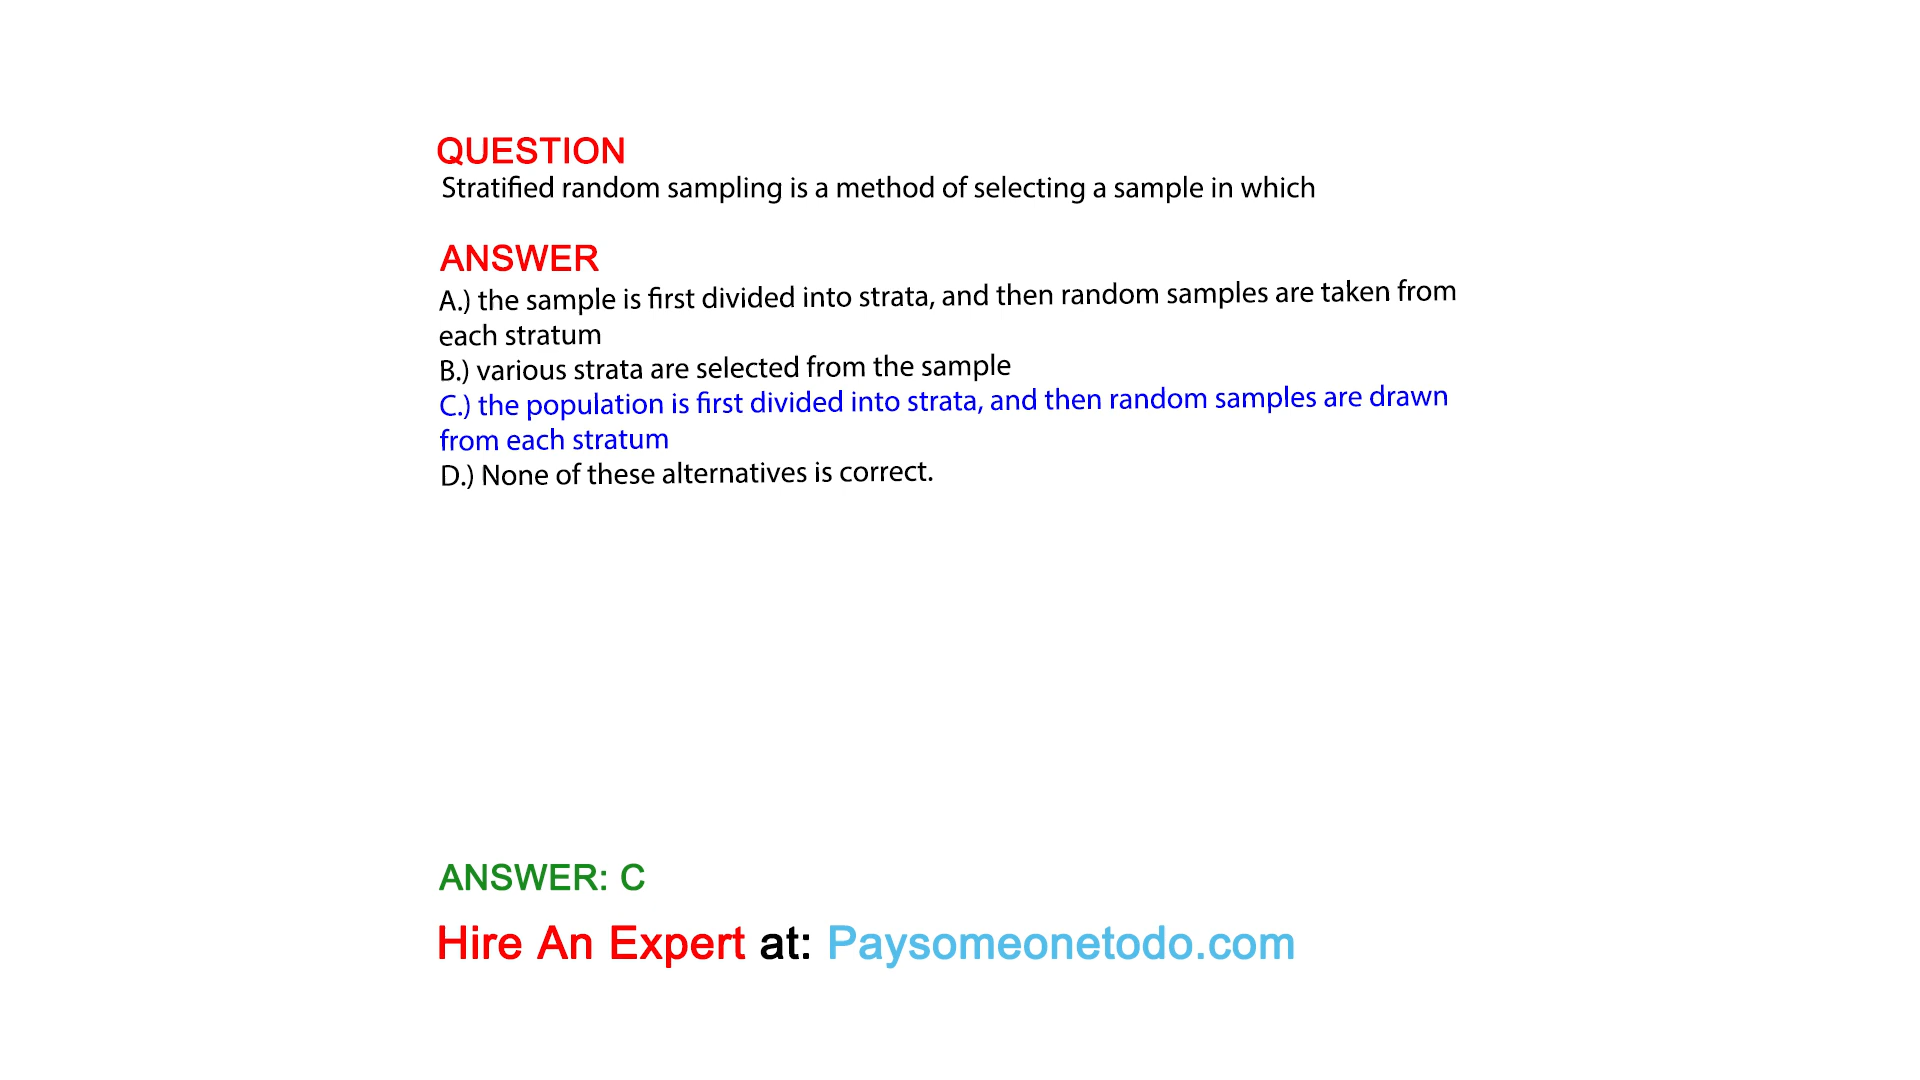 QUESTION
Stratified random sampling is a method of selecting a sample in which
ANSWER
A.) the sample is first divided into strata, and then random samples are taken from
each stratum
B.) various strata are selected from the sample
C.) the population is first divided into strata, and then random samples are drawn
from each stratum
D.) None of these alternatives is correct.
ANSWER: C
Hire An Expert at: Paysomeonetodo.com